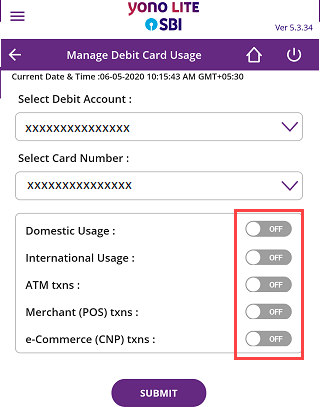 yono LITE
SBI
Ver 5.3.34
Manage Debit Card Usage
Current Date & Time :06-05-2020 10:15:43 AM GMT+05:30
Select Debit Account :
XXXXXXXXXXXXXXX
Select Card Number :
XXXXXXXXXXXXXXX
Domestic Usage : OFF
International Usage : OFF
ATM txns : OFF
Merchant (POS) txns : OFF
e-Commerce (CNP) txns : OFF
SUBMIT